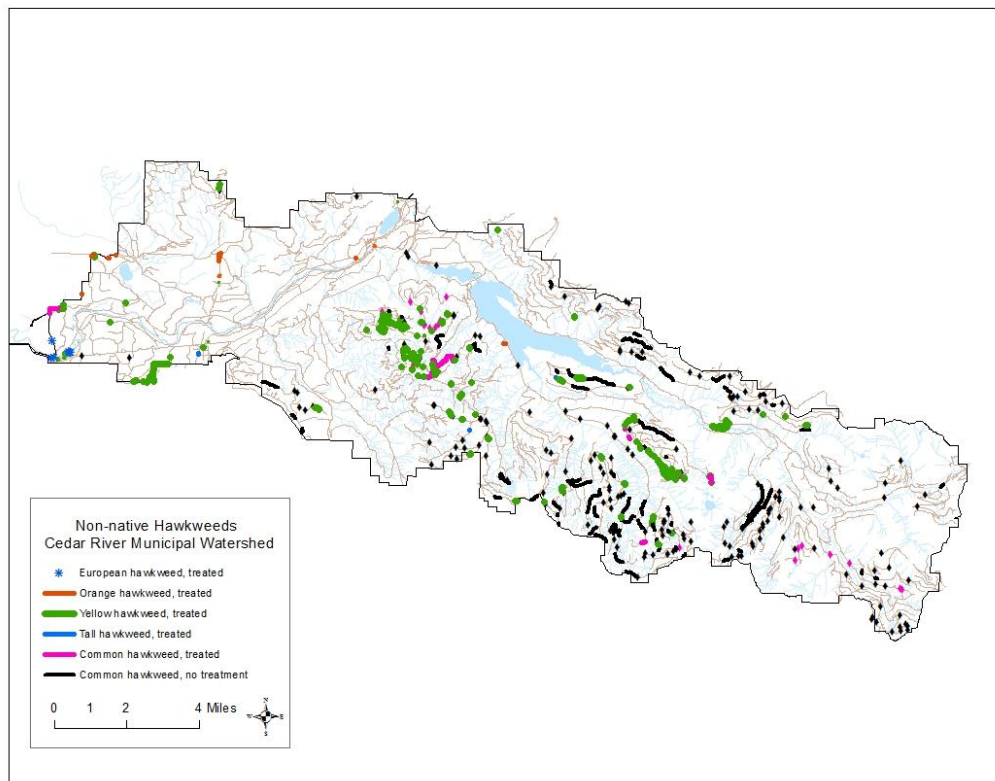 Non-native Hawkweeds
Cedar River Municipal Watershed
European hawkweed, treated
Orange hawkweed, treated
Yellow hawkweed, treated
Tall hawkweed, treated
Common hawkweed, treated
Common hawkweed, no treatment
0 1 2 4 Miles
N
W E
S